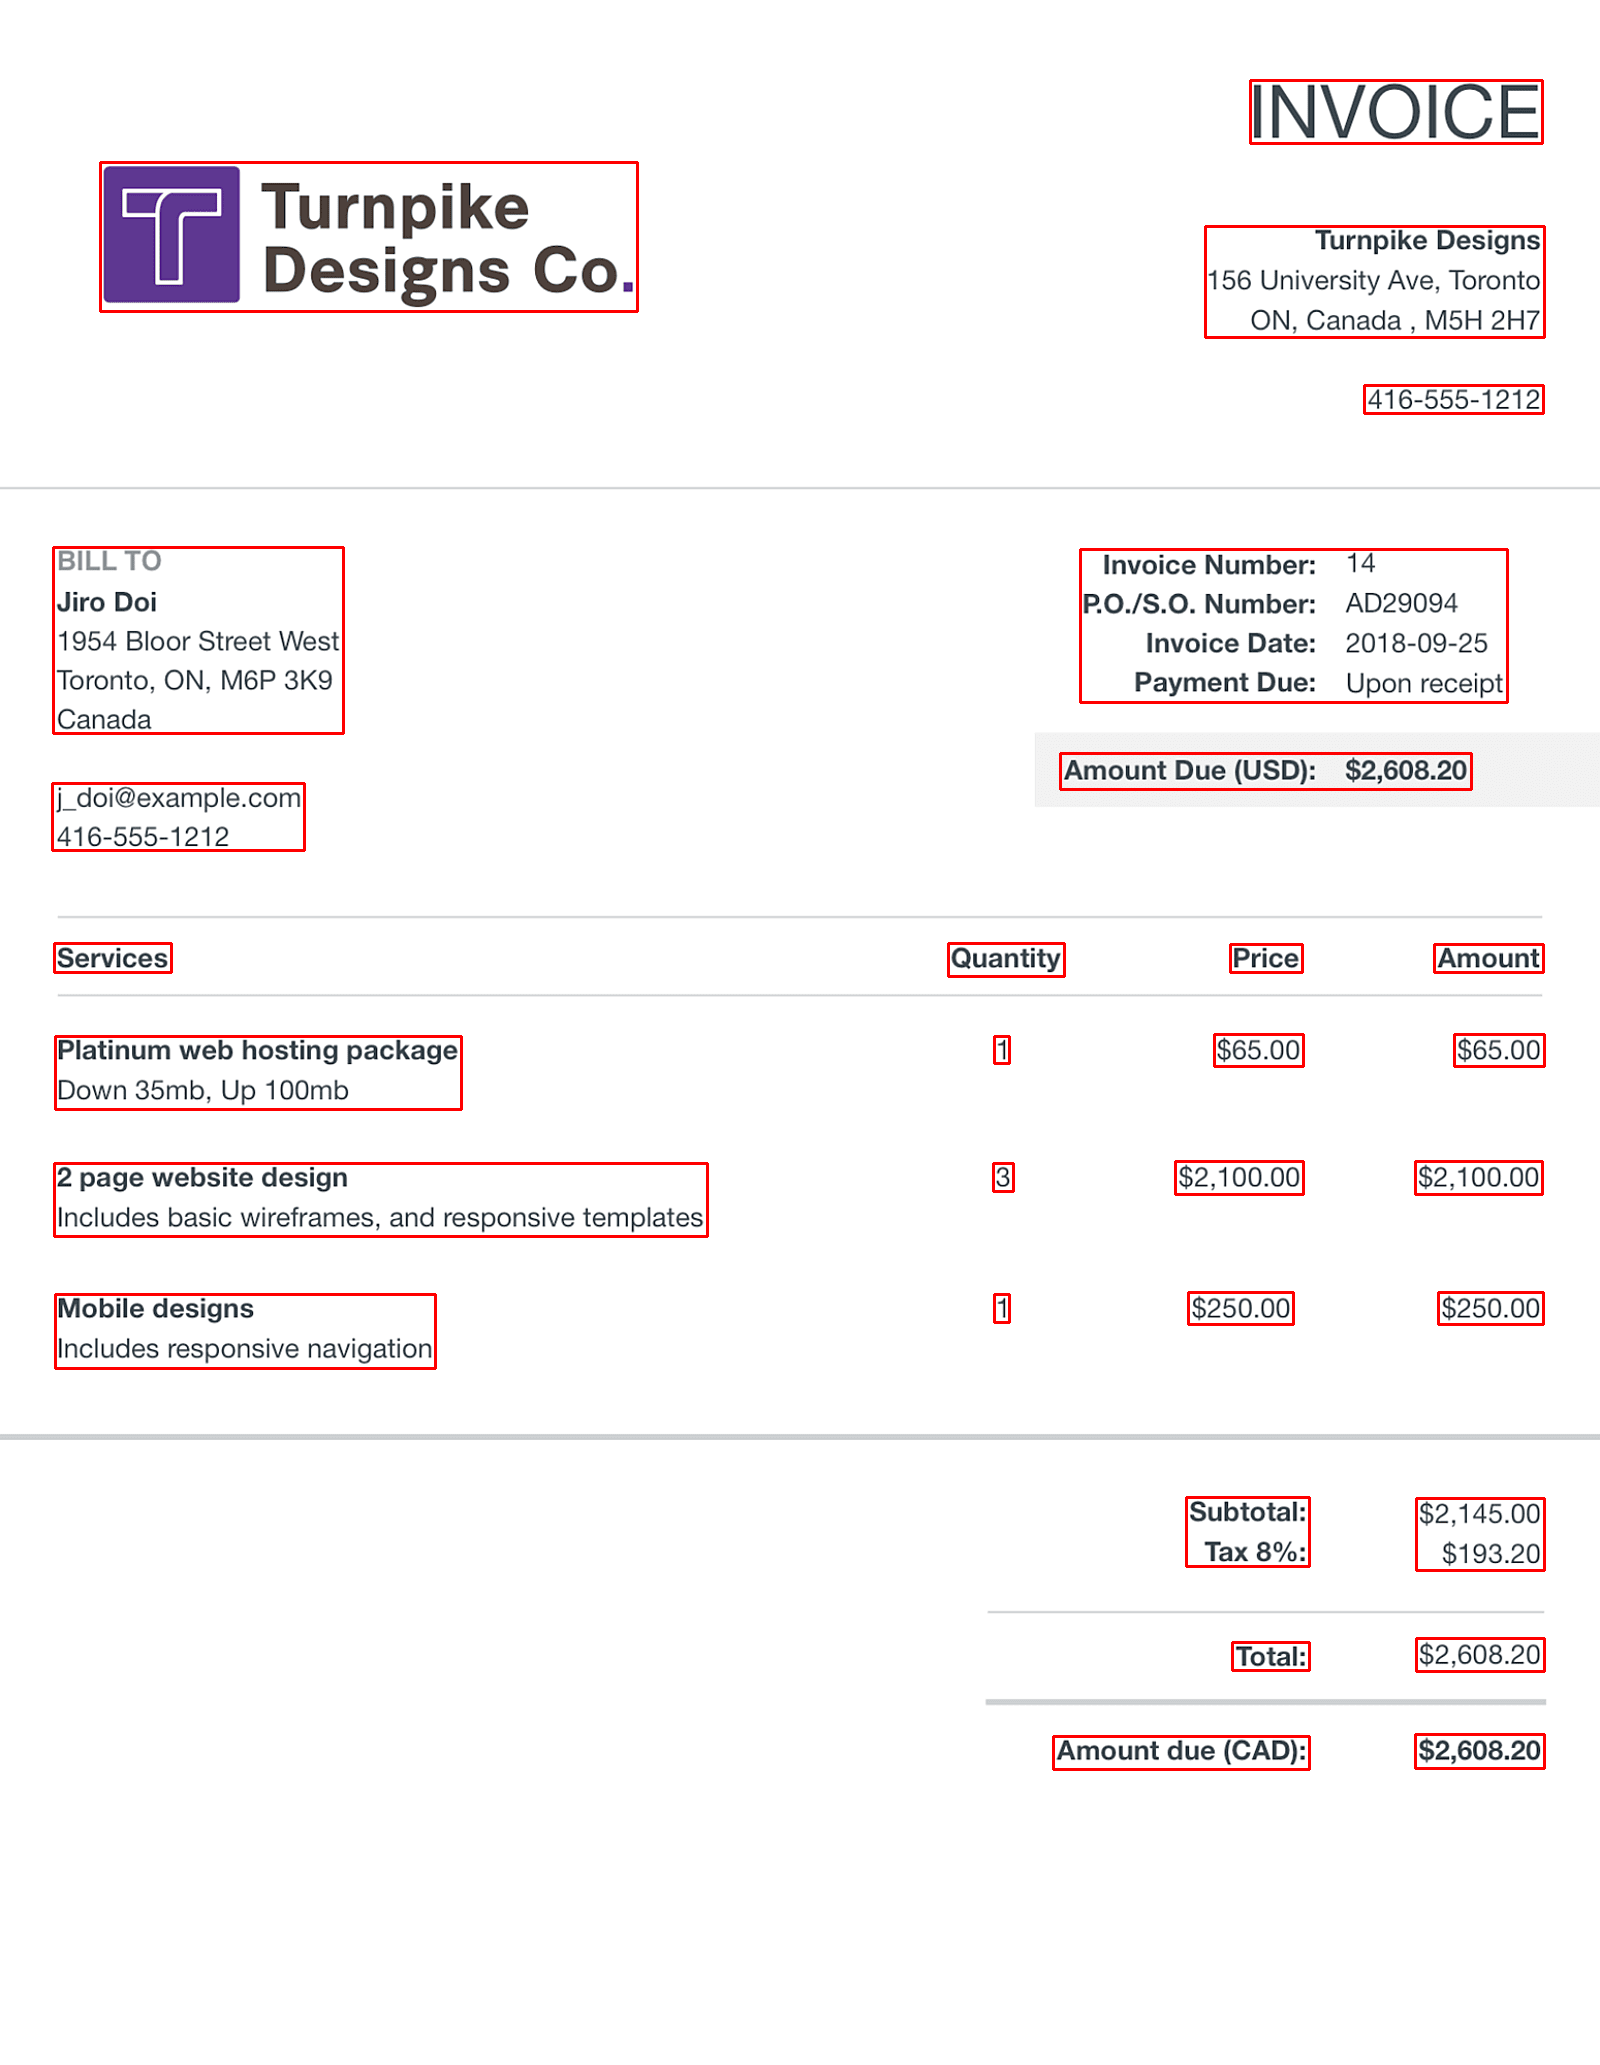 INVOICE
Turnpike
Designs Co.
Turnpike Designs
156 University Ave, Toronto
ON, Canada , M5H 2H7
416-555-1212
BILL TO
Jiro Doi
1954 Bloor Street West
Toronto, ON, M6P 3K9
Canada
j_doi@example.com
416-555-1212
Invoice Number: 14
P.O./S.O. Number: AD29094
Invoice Date: 2018-09-25
Payment Due: Upon receipt
Amount Due (USD): $2,608.20
Services Quantity Price Amount
Platinum web hosting package 1 $65.00 $65.00
Down 35mb, Up 100mb
2 page website design 3 $2,100.00 $2,100.00
Includes basic wireframes, and responsive templates
Mobile designs 1 $250.00 $250.00
Includes responsive navigation
Subtotal: $2,145.00
Tax 8%: $193.20
Total: $2,608.20
Amount due (CAD): $2,608.20